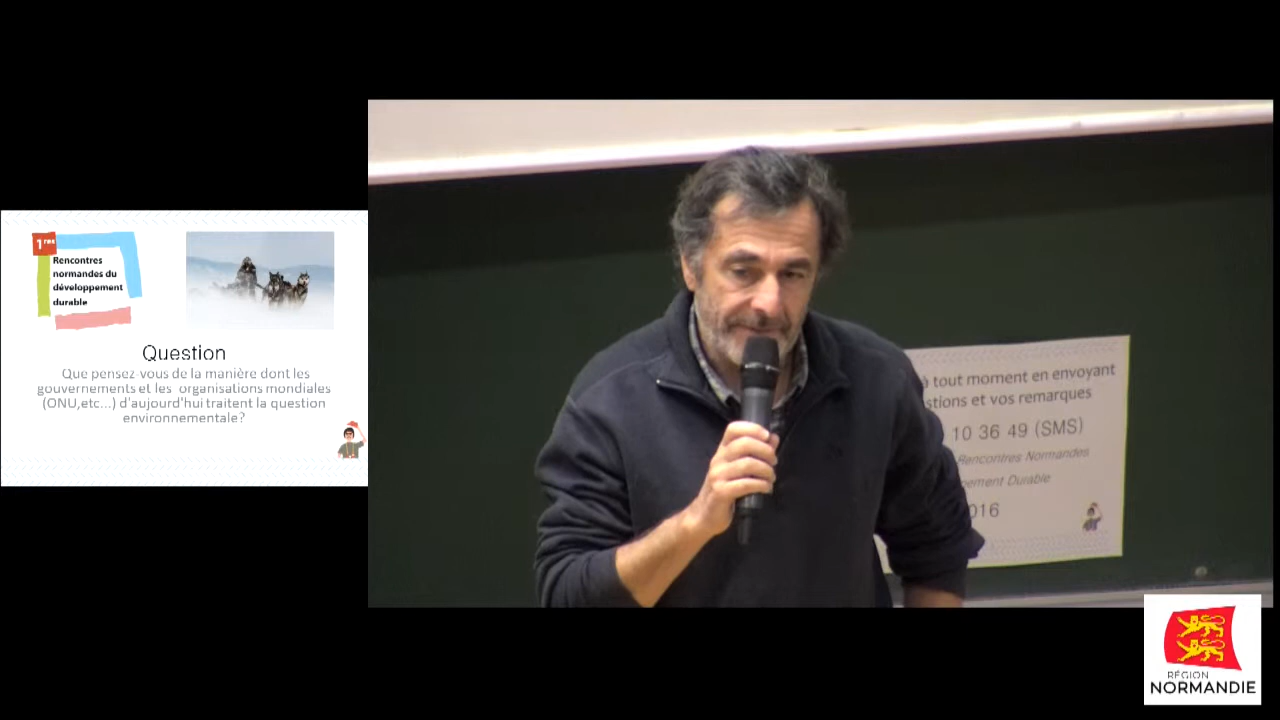 1res
Rencontres
normandes du
développement
durable
Question
Que pensez-vous de la manière dont les
gouvernements et les organisations mondiales
(ONU,etc...) d'aujourd'hui traitent la question
environnementale?
à tout moment en envoyant
stions et vos remarques
10 36 49 (SMS)
Rencontres Normandes
pement Durable
016
RÉGION
NORMANDIE